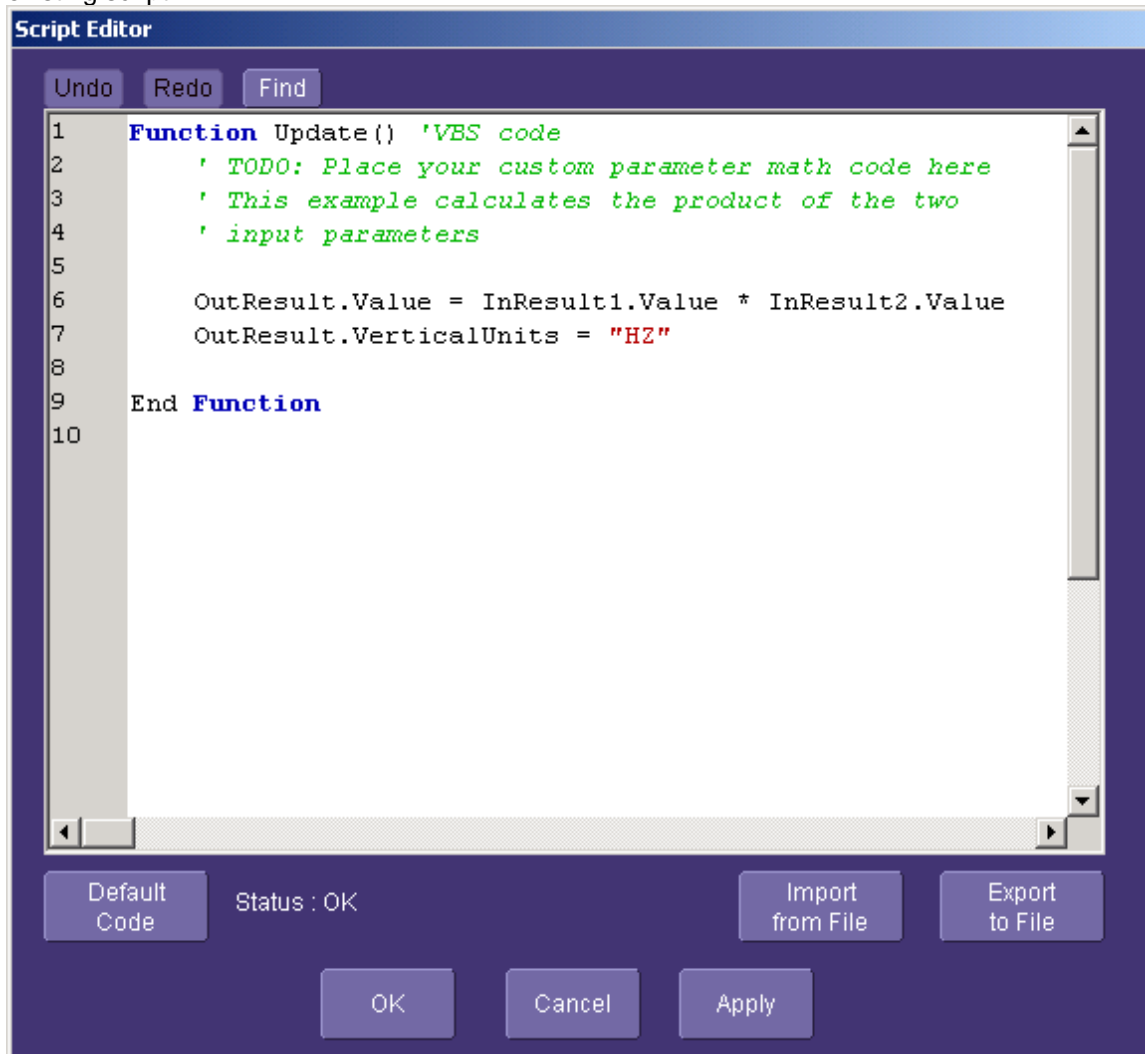 Script Editor
Undo Redo Find
1 Function Update() 'VBS code
2 ' TODO: Place your custom parameter math code here
3 ' This example calculates the product of the two
4 ' input parameters
5
6 OutResult.Value = InResult1.Value * InResult2.Value
7 OutResult.VerticalUnits = "HZ"
8
9 End Function
10
Default Code
Status : OK
Import from File
Export to File
OK Cancel Apply